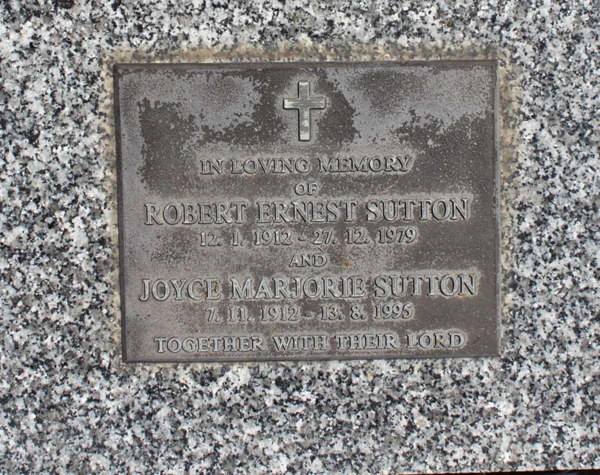 IN LOVING MEMORY
OF
ROBERT ERNEST SUTTON
12. 1. 1912 - 27. 12. 1979
AND
JOYCE MARJORIE SUTTON
7. 11. 1912 - 13. 8. 1995
TOGETHER WITH THEIR LORD